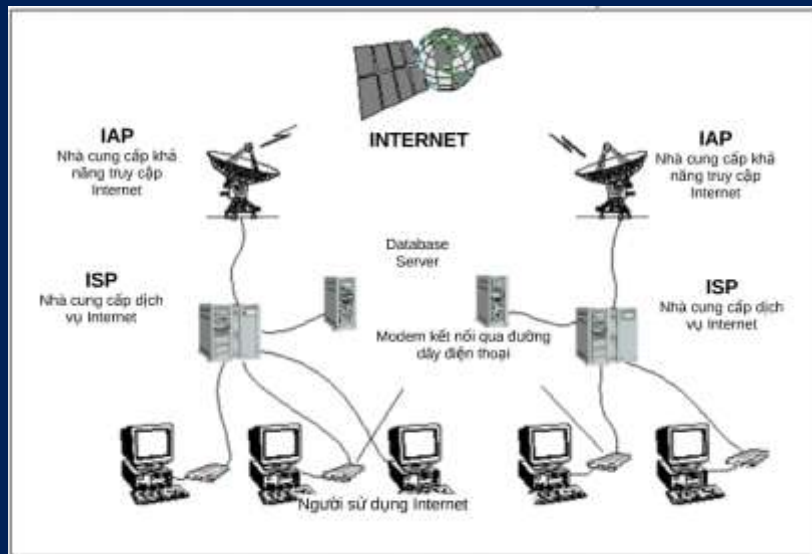 INTERNET
IAP
Nhà cung cấp khả
năng truy cập
Internet
IAP
Nhà cung cấp khả
năng truy cập
Internet
Database
Server
ISP
Nhà cung cấp dịch
vụ Internet
ISP
Nhà cung cấp dịch
vụ Internet
Modem kết nối qua đường
dây điện thoại
Người sử dụng Internet